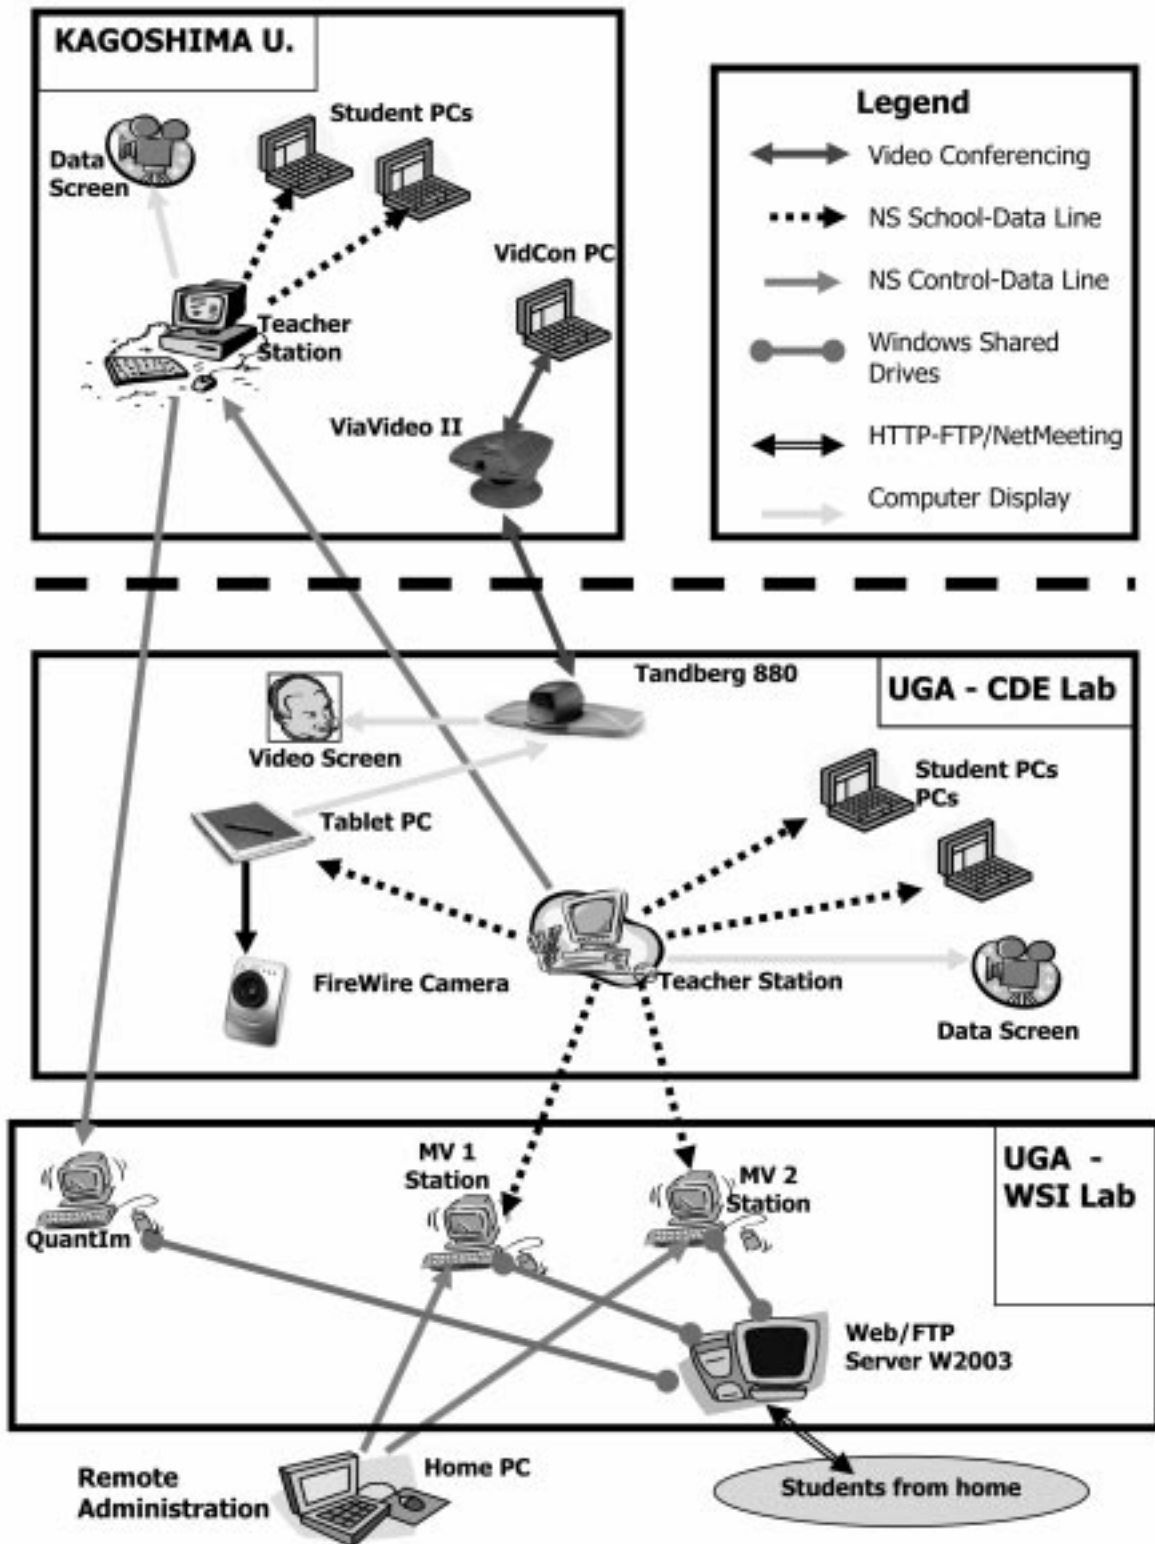 KAGOSHIMA U.
Data
Screen
Student PCs
VidCon PC
Teacher
Station
ViaVideo II
Legend
Video Conferencing
NS School-Data Line
NS Control-Data Line
Windows Shared
Drives
HTTP-FTP/NetMeeting
Computer Display
UGA - CDE Lab
Tandberg 880
Video Screen
Student PCs
PCs
Tablet PC
FireWire Camera
Teacher Station
Data Screen
UGA -
WSI Lab
QuantIm
MV 1
Station
MV 2
Station
Web/FTP
Server W2003
Remote
Administration
Home PC
Students from home